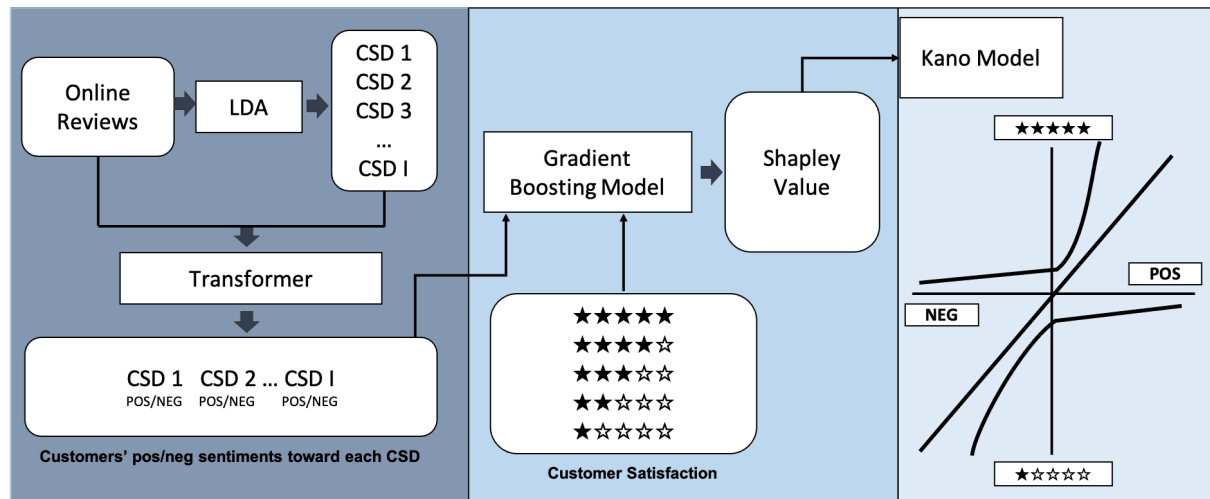 Online
Reviews
LDA
CSD 1
CSD 2
CSD 3
...
CSD I
Transformer
CSD 1 CSD 2 ... CSD I
POS/NEG POS/NEG POS/NEG
Customers' pos/neg sentiments toward each CSD
Gradient
Boosting Model
Shapley
Value
★★★★★
★★★★☆
★★★☆☆
★★☆☆☆
★☆☆☆☆
Customer Satisfaction
Kano Model
★★★★★
POS
NEG
★☆☆☆☆